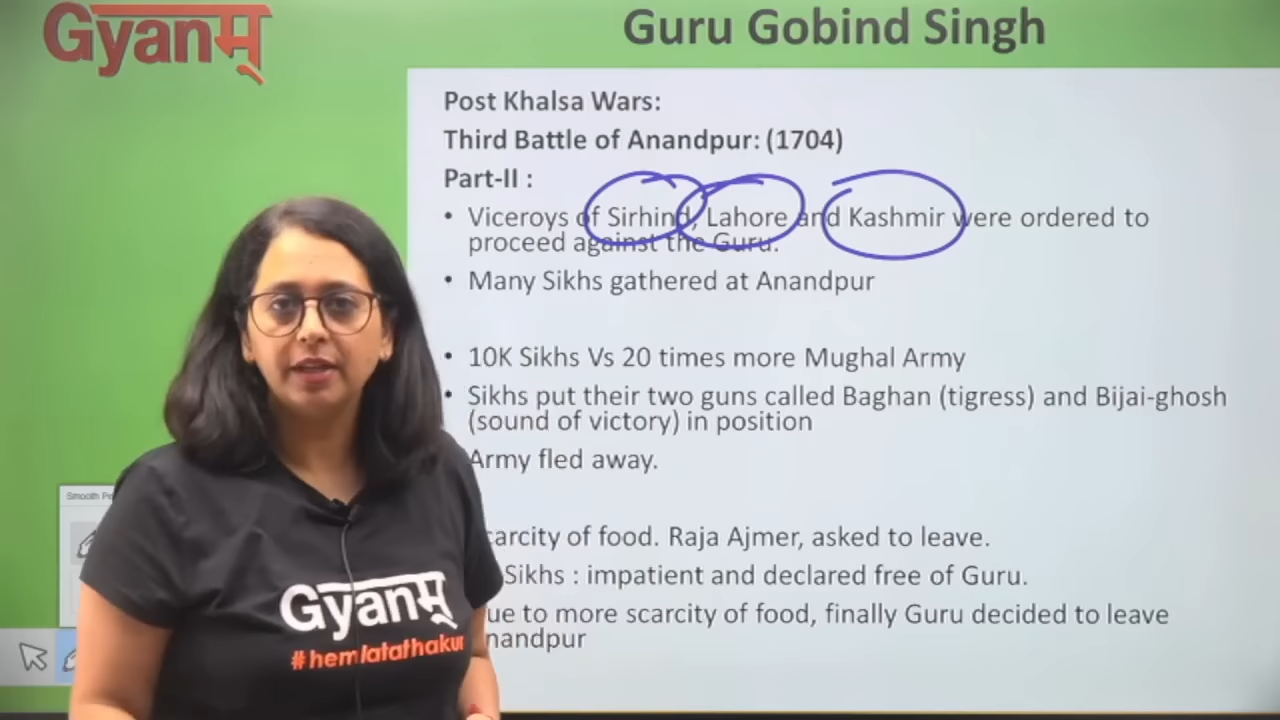 Gyanम्
Guru Gobind Singh
Post Khalsa Wars:
Third Battle of Anandpur: (1704)
Part-II :
• Viceroys of Sirhind, Lahore and Kashmir were ordered to
proceed against the Guru.
• Many Sikhs gathered at Anandpur
• 10K Sikhs Vs 20 times more Mughal Army
• Sikhs put their two guns called Baghan (tigress) and Bijai-ghosh
(sound of victory) in position
Army fled away.
carcity of food. Raja Ajmer, asked to leave.
Sikhs : impatient and declared free of Guru.
ue to more scarcity of food, finally Guru decided to leave
nandpur
Smooth Pe
Gyanम्
#hemlatathakur